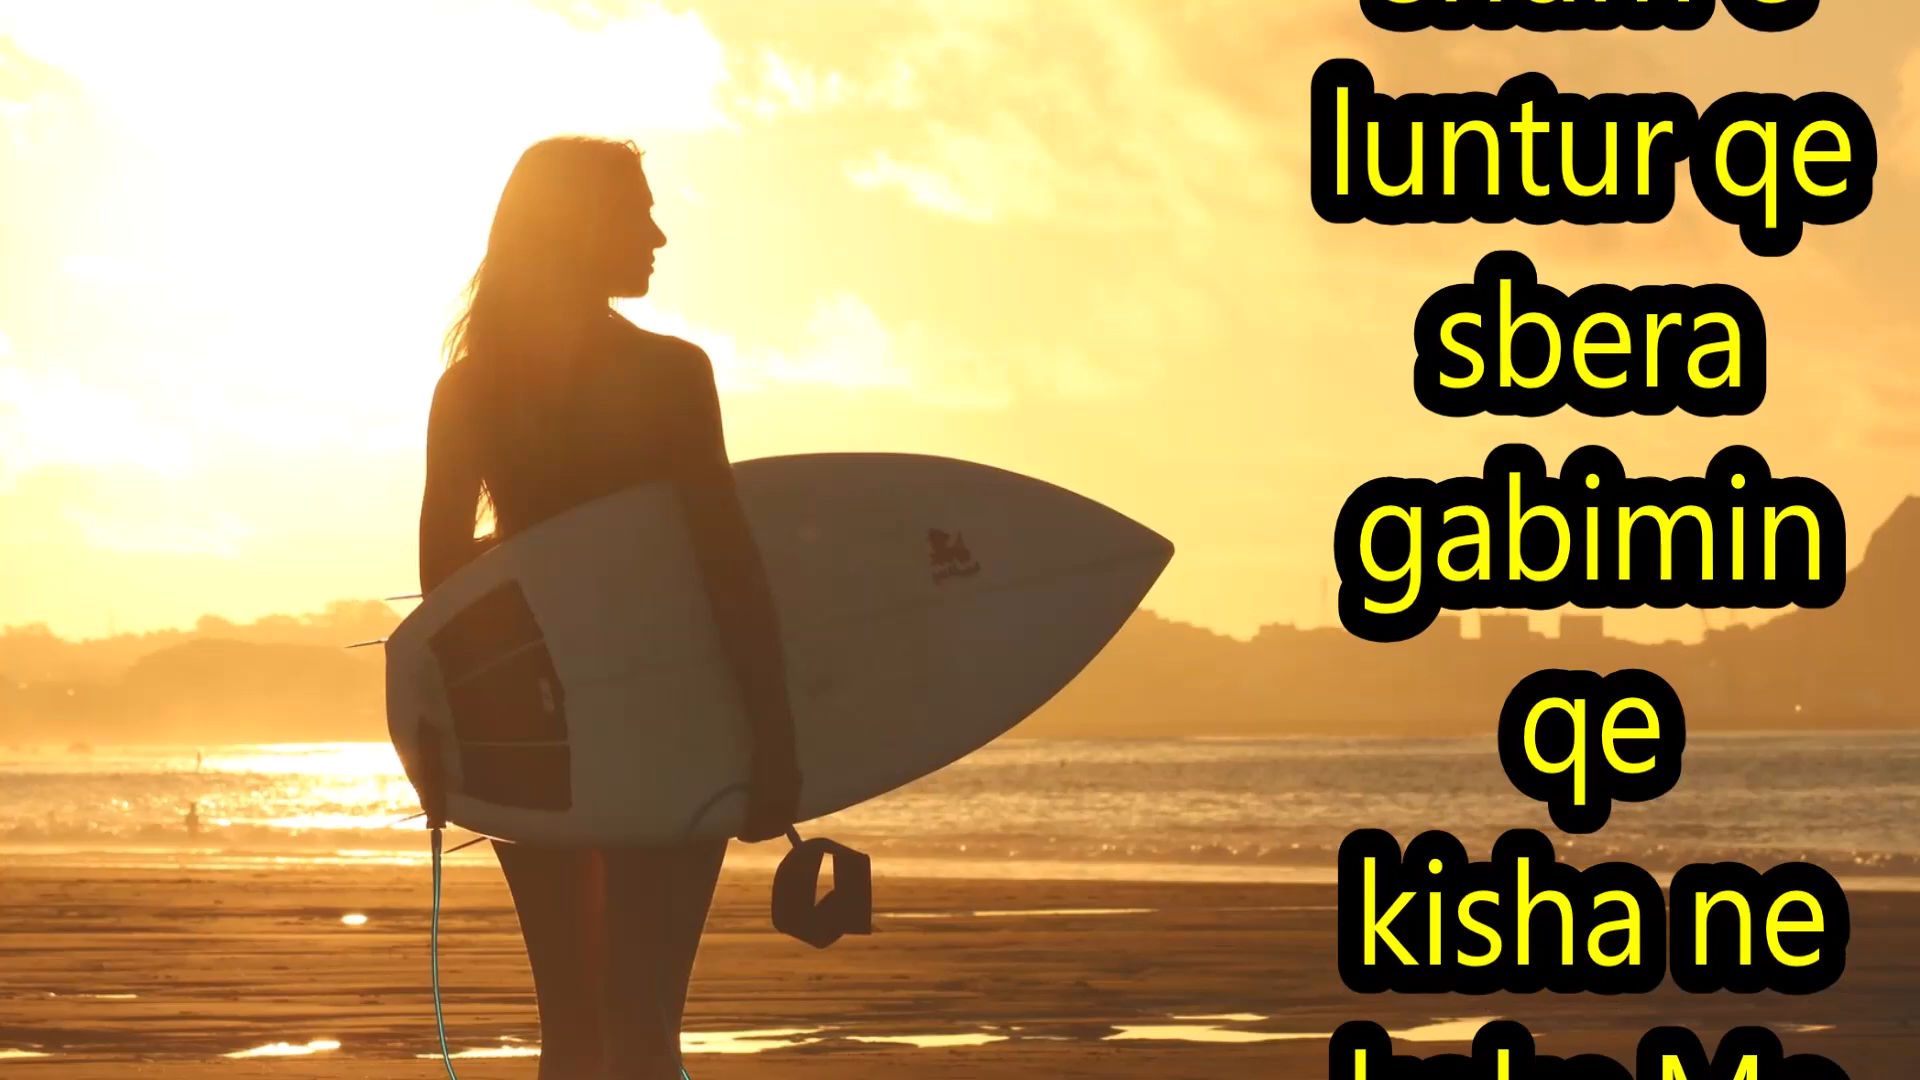 luntur qe
sbera
gabimin
qe
kisha ne